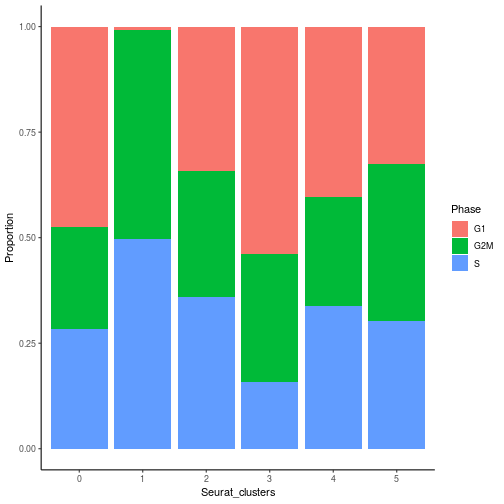 1.00
0.75
0.50
0.25
0.00
Proportion
0 1 2 3 4 5
Seurat_clusters
Phase
G1
G2M
S